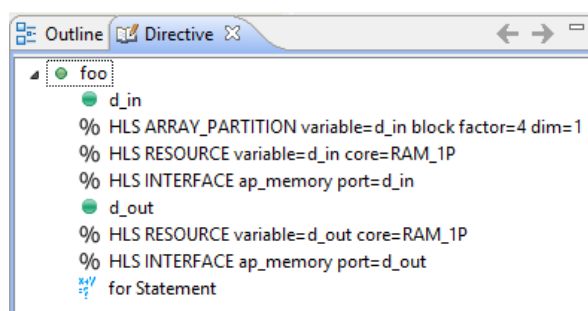 Outline Directive
foo
d_in
% HLS ARRAY_PARTITION variable=d_in block factor=4 dim=1
% HLS RESOURCE variable=d_in core=RAM_1P
% HLS INTERFACE ap_memory port=d_in
d_out
% HLS RESOURCE variable=d_out core=RAM_1P
% HLS INTERFACE ap_memory port=d_out
for Statement